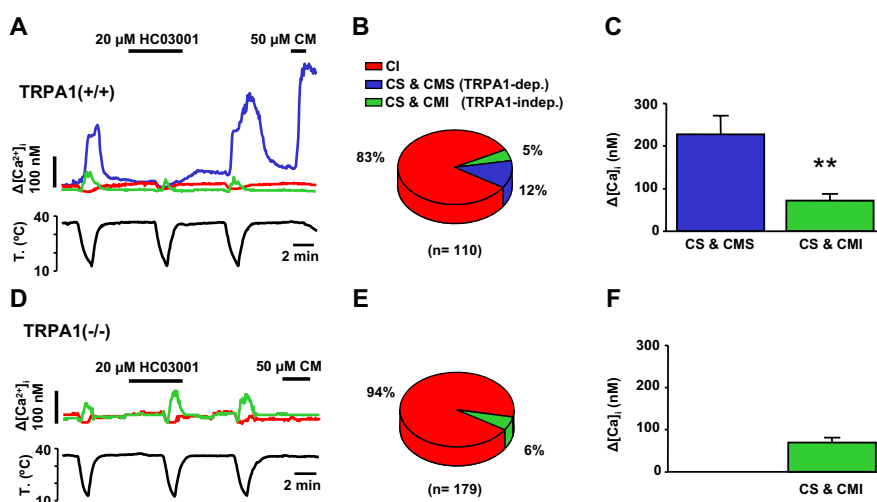 A
20 µM HC03001
50 µM CM
TRPA1(+/+)
Δ[Ca²⁺]i
100 nM
40
T. (ºC)
10
2 min
B
CI
CS & CMS (TRPA1-dep.)
CS & CMI (TRPA1-indep.)
83%
5%
12%
(n= 110)
C
Δ[Ca]i (nM)
300
200
100
0
**
CS & CMS
CS & CMI
D
TRPA1(-/-)
20 µM HC03001
50 µM CM
Δ[Ca²⁺]i
100 nM
40
T. (ºC)
10
2 min
E
94%
6%
(n= 179)
F
Δ[Ca]i (nM)
300
200
100
0
CS & CMI